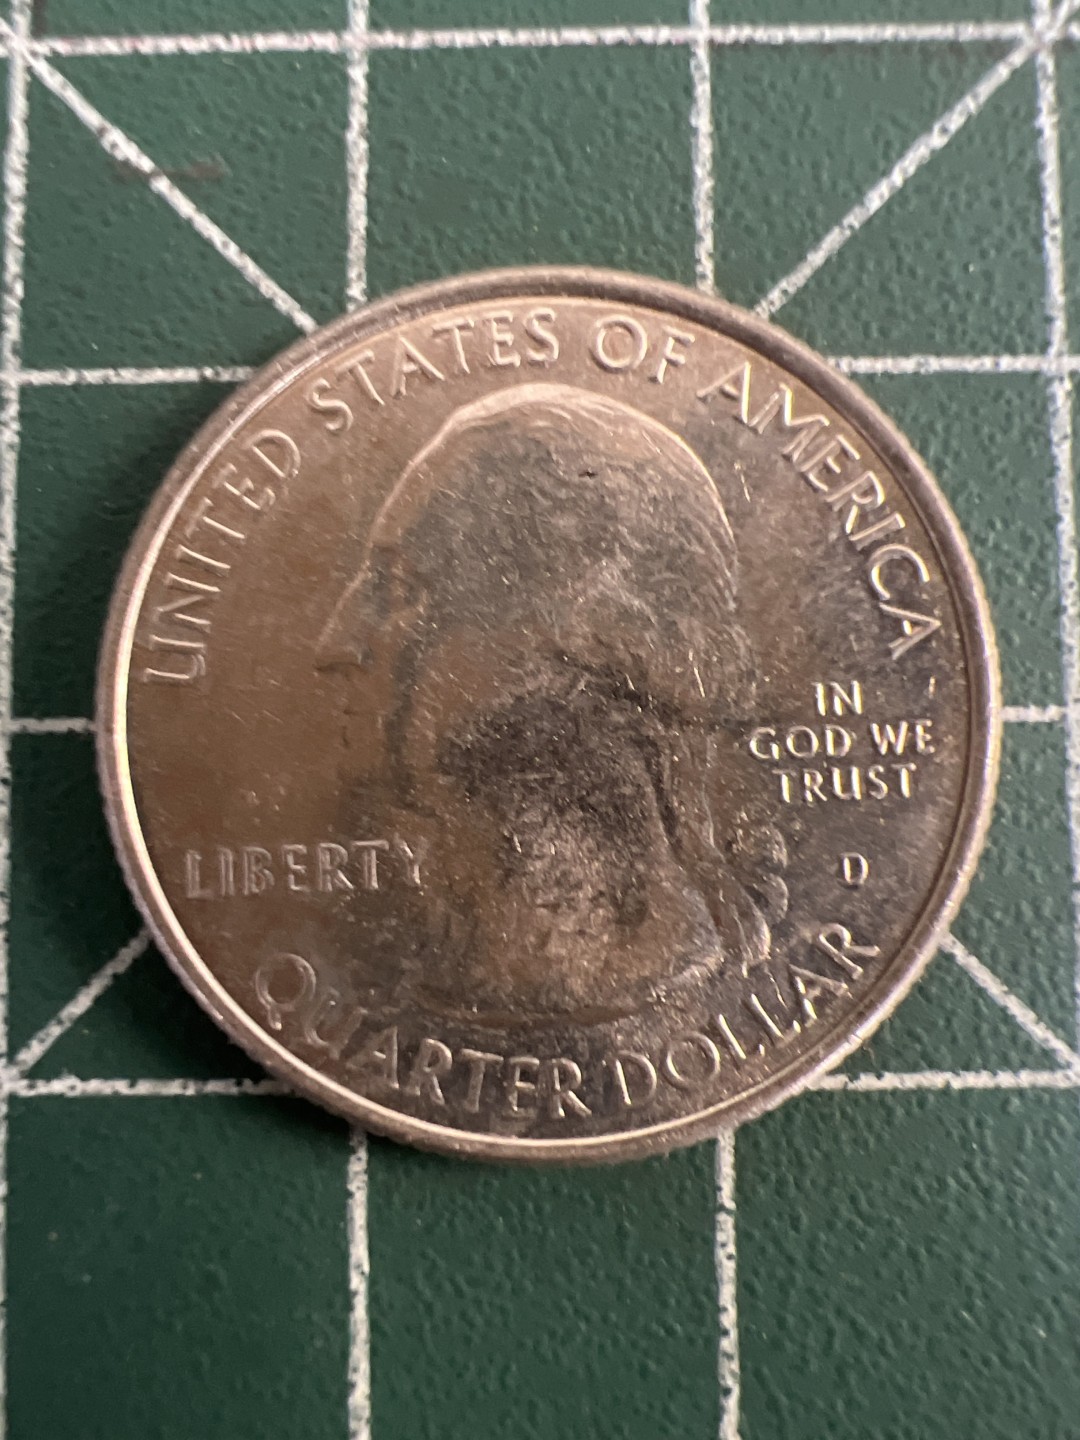 UNITED STATES OF AMERICA
IN
GOD WE
TRUST
LIBERTY
D
QUARTER DOLLAR